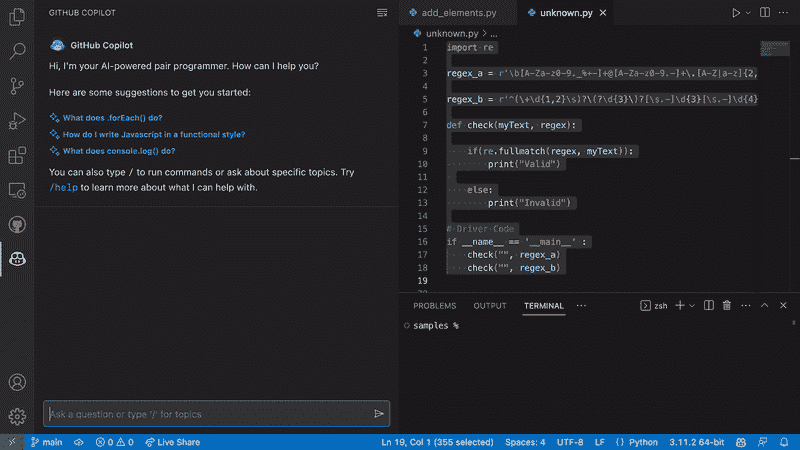 GITHUB COPILOT
GitHub Copilot
Hi, I'm your AI-powered pair programmer. How can I help you?
Here are some suggestions to get you started:
What does .forEach() do?
How do I write Javascript in a functional style?
What does console.log() do?
You can also type / to run commands or ask about specific topics. Try
/help to learn more about what I can help with.
Ask a question or type '/' for topics
add_elements.py
unknown.py
unknown.py > ...
1 import re
2
3 regex_a = r'\b[A-Za-z0-9._%+-]+@[A-Za-z0-9.-]+\.[A-Z|a-z]{2,
4
5 regex_b = r'^(\+\d{1,2}\s)?\(?\d{3}\)?[\s.-]\d{3}[\s.-]\d{4}
6
7 def check(myText, regex):
8
9 if(re.fullmatch(regex, myText)):
10 print("Valid")
11
12 else:
13 print("Invalid")
14
15 # Driver Code
16 if __name__ == '__main__' :
17 check("", regex_a)
18 check("", regex_b)
19
PROBLEMS OUTPUT TERMINAL ... zsh
samples %
main 0 0 Live Share Ln 19, Col 1 (355 selected) Spaces: 4 UTF-8 LF {} Python 3.11.2 64-bit